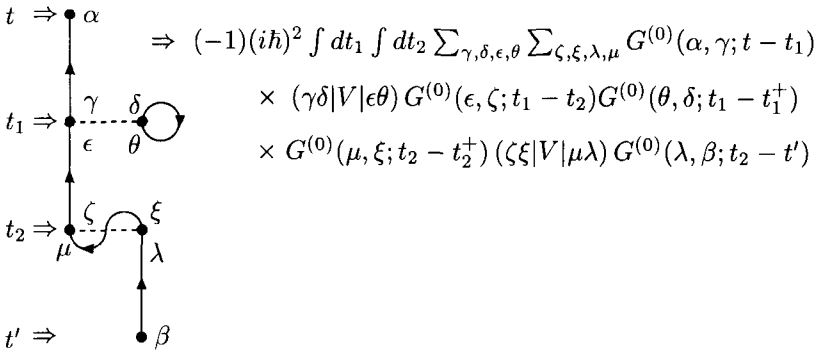 t ⇒ α ⇒ (-1)(iℏ)² ∫ dt₁ ∫ dt₂ ∑_{γ,δ,ϵ,θ} ∑_{ζ,ξ,λ,μ} G⁽⁰⁾(α, γ; t − t₁)
γ δ × (γδ|V|ϵθ) G⁽⁰⁾(ϵ, ζ; t₁ − t₂)G⁽⁰⁾(θ, δ; t₁ − t₁⁺)
t₁ ⇒
ϵ θ × G⁽⁰⁾(μ, ξ; t₂ − t₂⁺) (ζξ|V|μλ) G⁽⁰⁾(λ, β; t₂ − t′)
ζ ξ
t₂ ⇒
μ λ
t′ ⇒ β